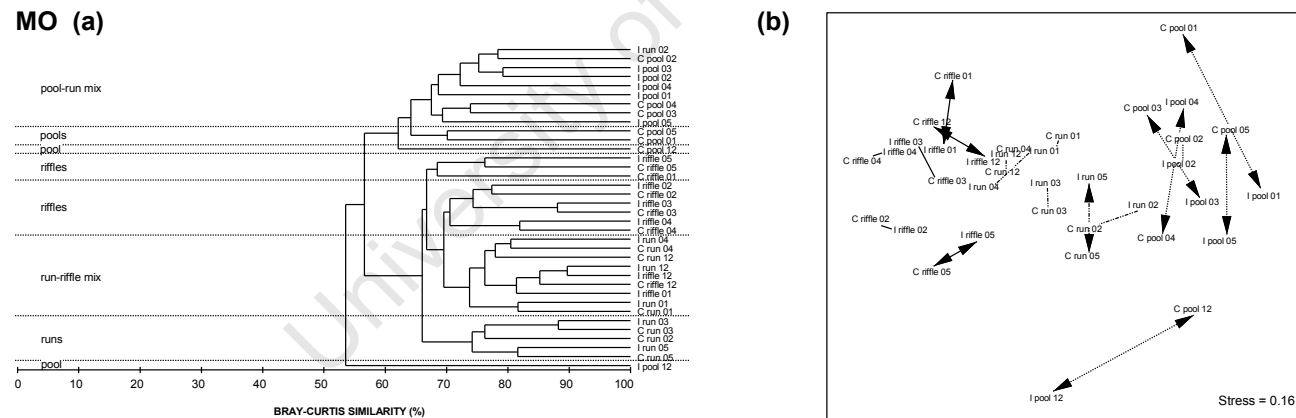 MO (a)
I run 02
C pool 02
I pool 03
I pool 02
I pool 04
I pool 01
C pool 04
C pool 03
I pool 05
C pool 05
C pool 01
C pool 12
I riffle 05
C riffle 05
C riffle 01
I riffle 02
C riffle 02
I riffle 03
C riffle 03
I riffle 04
C riffle 04
I run 04
C run 04
C run 12
I run 12
I riffle 12
C riffle 12
I riffle 01
I run 01
C run 01
I run 03
C run 03
C run 02
I run 05
C run 05
I pool 12
pool-run mix
pools
pool
riffles
riffles
run-riffle mix
runs
pool
0 10 20 30 40 50 60 70 80 90 100
BRAY-CURTIS SIMILARITY (%)
University of
(b)
C pool 01
C riffle 01
C pool 03
I pool 04
C riffle 12
C pool 05
C run 01
C pool 02
I riffle 03
I riffle 04
I riffle 01
C run 04
I run 12
I run 01
C riffle 04
I riffle 12
I pool 02
C run 12
C riffle 03
I run 04
I run 03
I run 05
I pool 01
I pool 03
C run 03
I run 02
C riffle 02
I riffle 02
C run 02
I riffle 05
C pool 04
I pool 05
C run 05
C riffle 05
C pool 12
I pool 12
Stress = 0.16